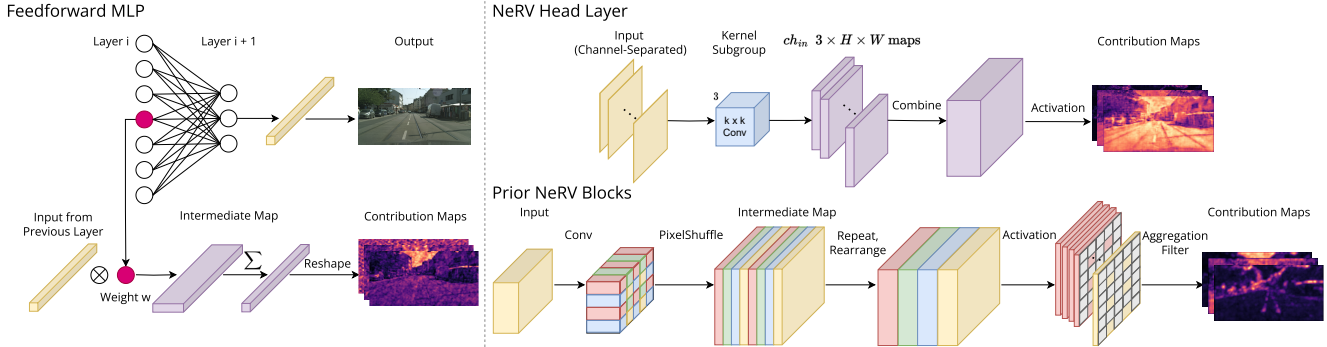 Feedforward MLP
Layer i
Layer i + 1
Output
Input from
Previous Layer
Weight w
Intermediate Map
∑
Reshape
Contribution Maps
NeRV Head Layer
Input
(Channel-Separated)
Kernel
Subgroup
3
k x k
Conv
ch_in 3 × H × W maps
Combine
Activation
Contribution Maps
Prior NeRV Blocks
Input
Conv
PixelShuffle
Intermediate Map
Repeat,
Rearrange
Activation
Aggregation
Filter
Contribution Maps